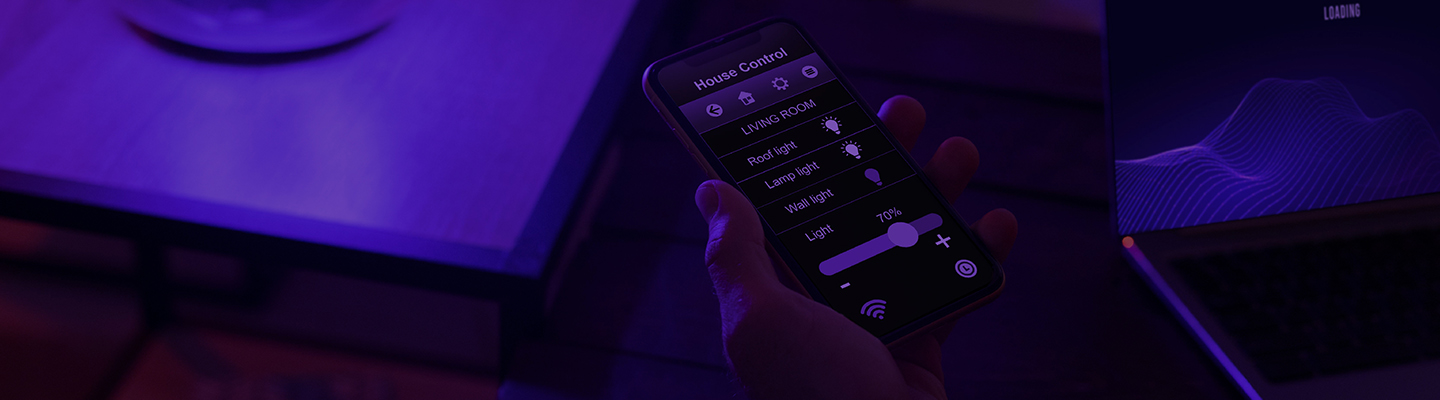 House Control
LIVING ROOM
Roof light
Lamp light
Wall light
Light
70%
+
-
LOADING